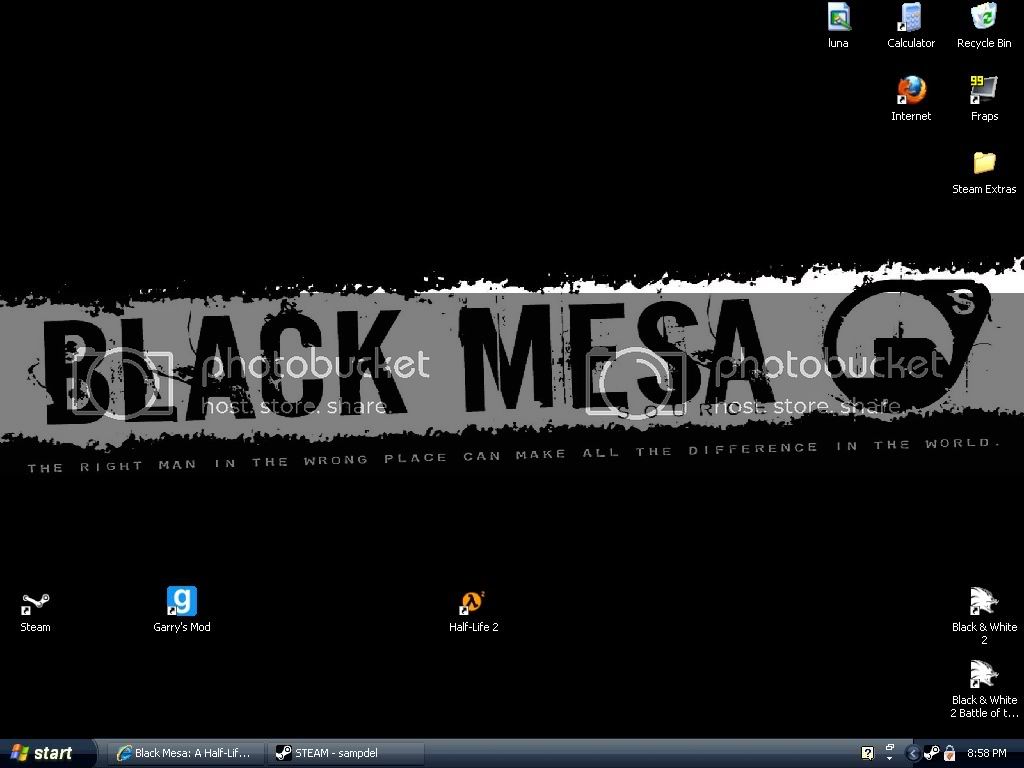 luna
Calculator
Recycle Bin
Internet
99
Fraps
Steam Extras
BLACK MESA
S
photobucket
photobucket
host. store. share.
host. store. share.
THE RIGHT MAN IN THE WRONG PLACE CAN MAKE ALL THE DIFFERENCE IN THE WORLD.
g
2
Steam
Garry's Mod
Half-Life 2
Black & White
2
Black & White
2 Battle of t...
start
Black Mesa: A Half-Lif...
STEAM - sampdel
?
8:58 PM